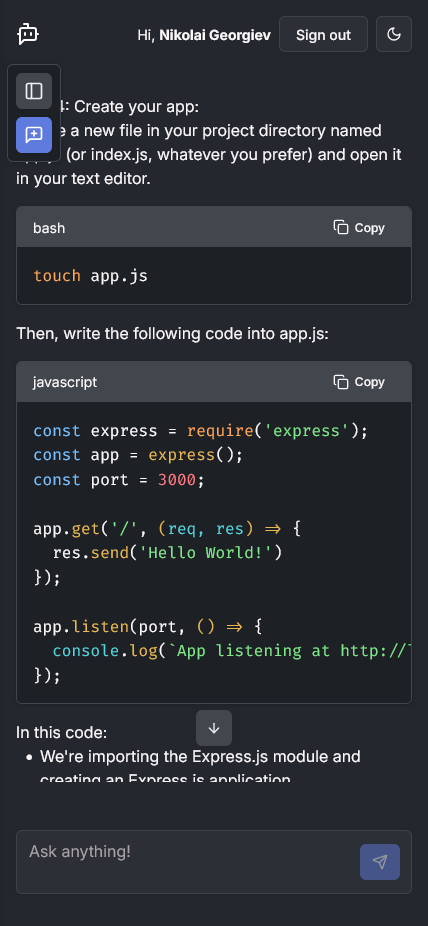 Hi, Nikolai Georgiev Sign out
4: Create your app:
e a new file in your project directory named
(or index.js, whatever you prefer) and open it
in your text editor.
bash Copy
touch app.js
Then, write the following code into app.js:
javascript Copy
const express = require('express');
const app = express();
const port = 3000;
app.get('/', (req, res) => {
  res.send('Hello World!')
});
app.listen(port, () => {
  console.log(`App listening at http://
});
In this code:
• We're importing the Express.js module and
creating an Express.js application
Ask anything!